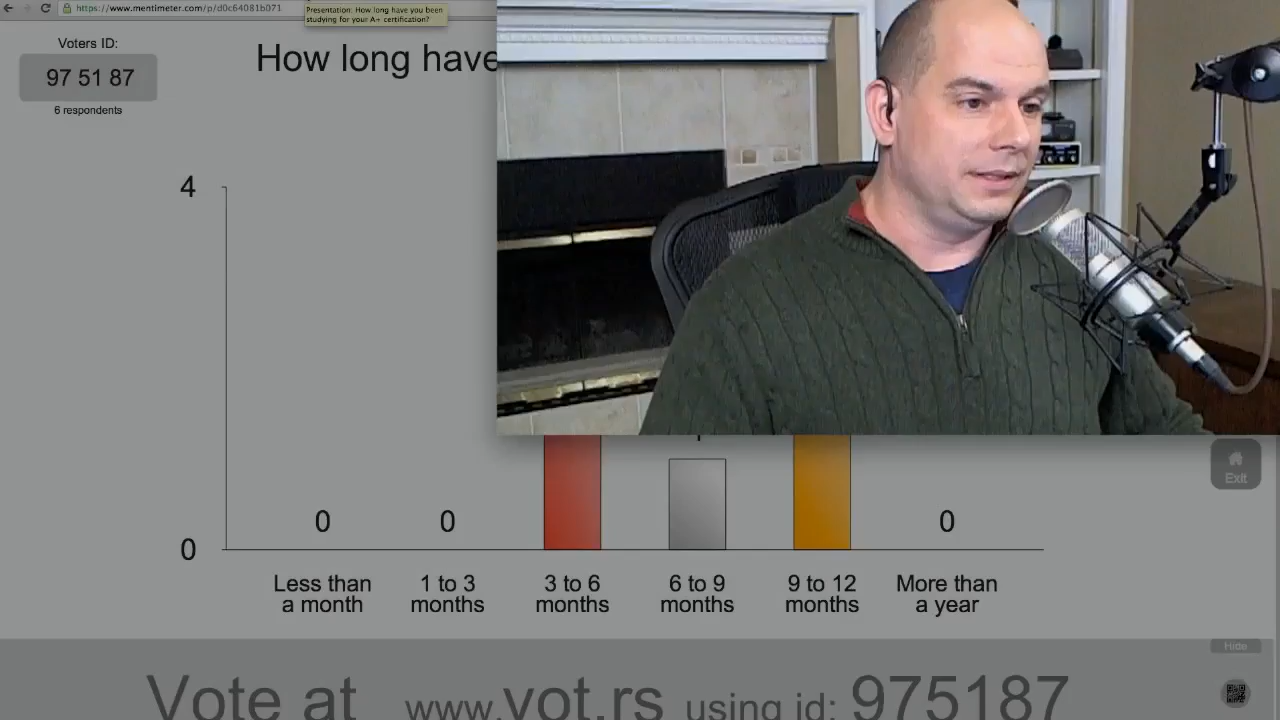 https://www.mentimeter.com/p/d0c64081b071
Presentation: How long have you been
studying for your A+ certification?
Voters ID:
97 51 87
6 respondents
How long have
4
0
0
0
0
Less than
a month
1 to 3
months
3 to 6
months
6 to 9
months
9 to 12
months
More than
a year
Exit
Hide
Vote at www.vot.rs using id: 975187